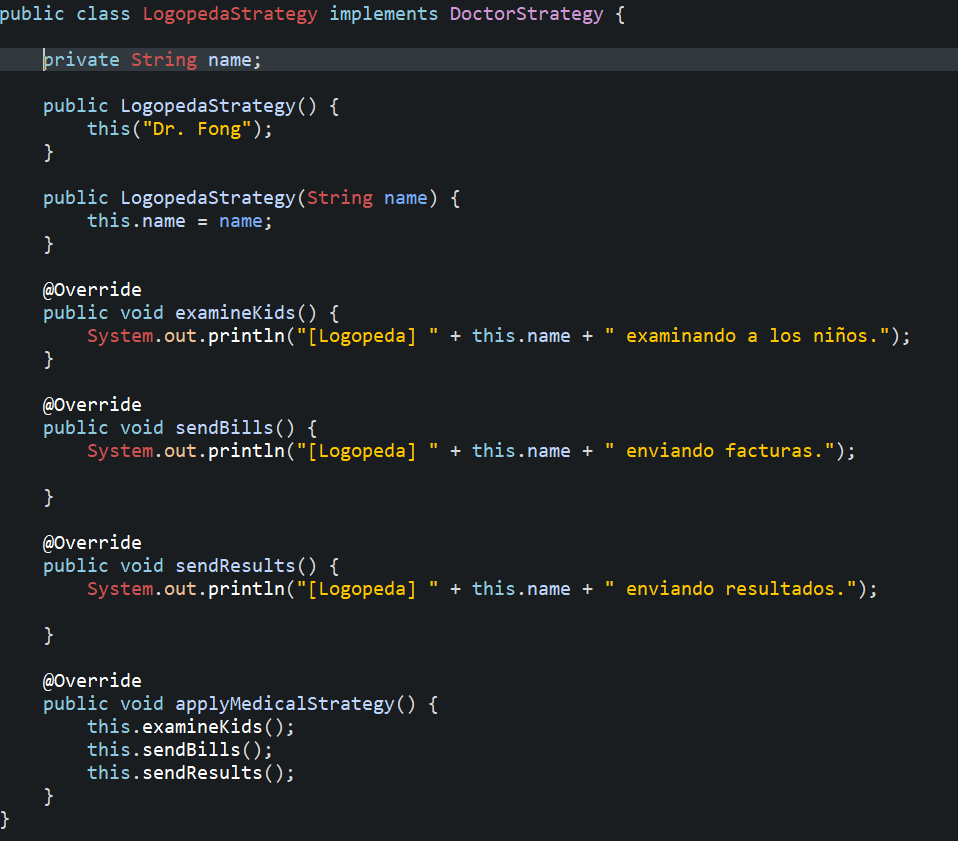 public class LogopedaStrategy implements DoctorStrategy {
private String name;
public LogopedaStrategy() {
this("Dr. Fong");
}
public LogopedaStrategy(String name) {
this.name = name;
}
@Override
public void examineKids() {
System.out.println("[Logopeda] " + this.name + " examinando a los niños.");
}
@Override
public void sendBills() {
System.out.println("[Logopeda] " + this.name + " enviando facturas.");
}
@Override
public void sendResults() {
System.out.println("[Logopeda] " + this.name + " enviando resultados.");
}
@Override
public void applyMedicalStrategy() {
this.examineKids();
this.sendBills();
this.sendResults();
}
}